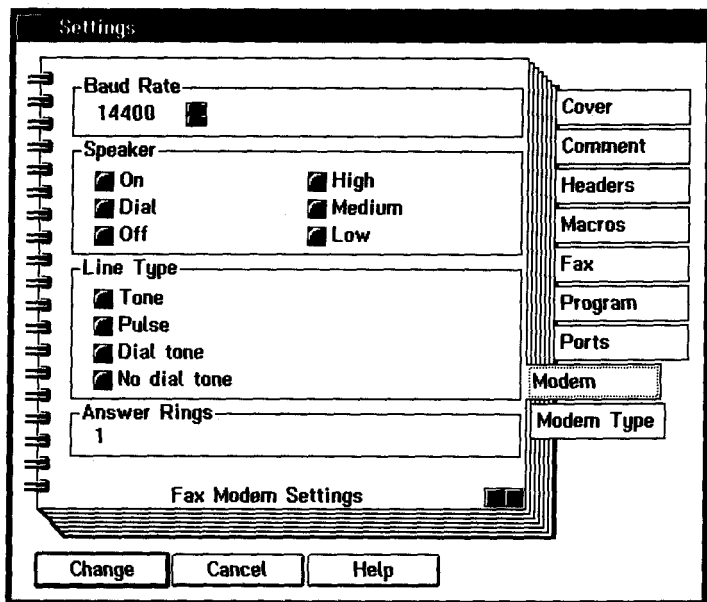 Settings
Baud Rate
14400
Speaker
On
High
Dial
Medium
Off
Low
Line Type
Tone
Pulse
Dial tone
No dial tone
Answer Rings
1
Fax Modem Settings
Cover
Comment
Headers
Macros
Fax
Program
Ports
Modem
Modem Type
Change
Cancel
Help